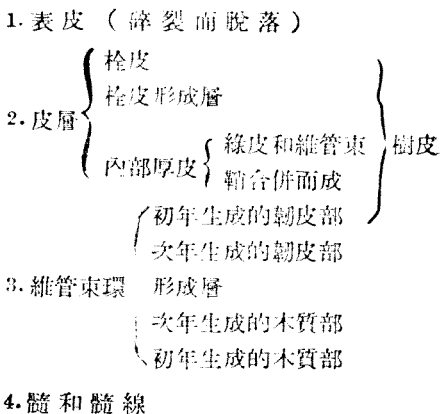 1. 表皮（碎裂而脫落）
栓皮
栓皮形成層
2. 皮層
內部厚皮
綠皮和維管束
鞘合併而成
樹皮
初年生成的韌皮部
次年生成的韌皮部
3. 維管束環
形成層
次年生成的木質部
初年生成的木質部
4. 髓和髓線